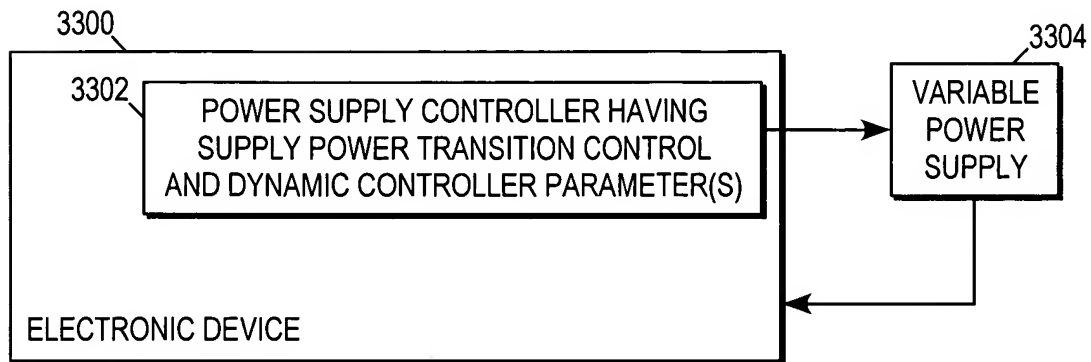 3300
3304
3302
POWER SUPPLY CONTROLLER HAVING
SUPPLY POWER TRANSITION CONTROL
AND DYNAMIC CONTROLLER PARAMETER(S)
VARIABLE
POWER
SUPPLY
ELECTRONIC DEVICE